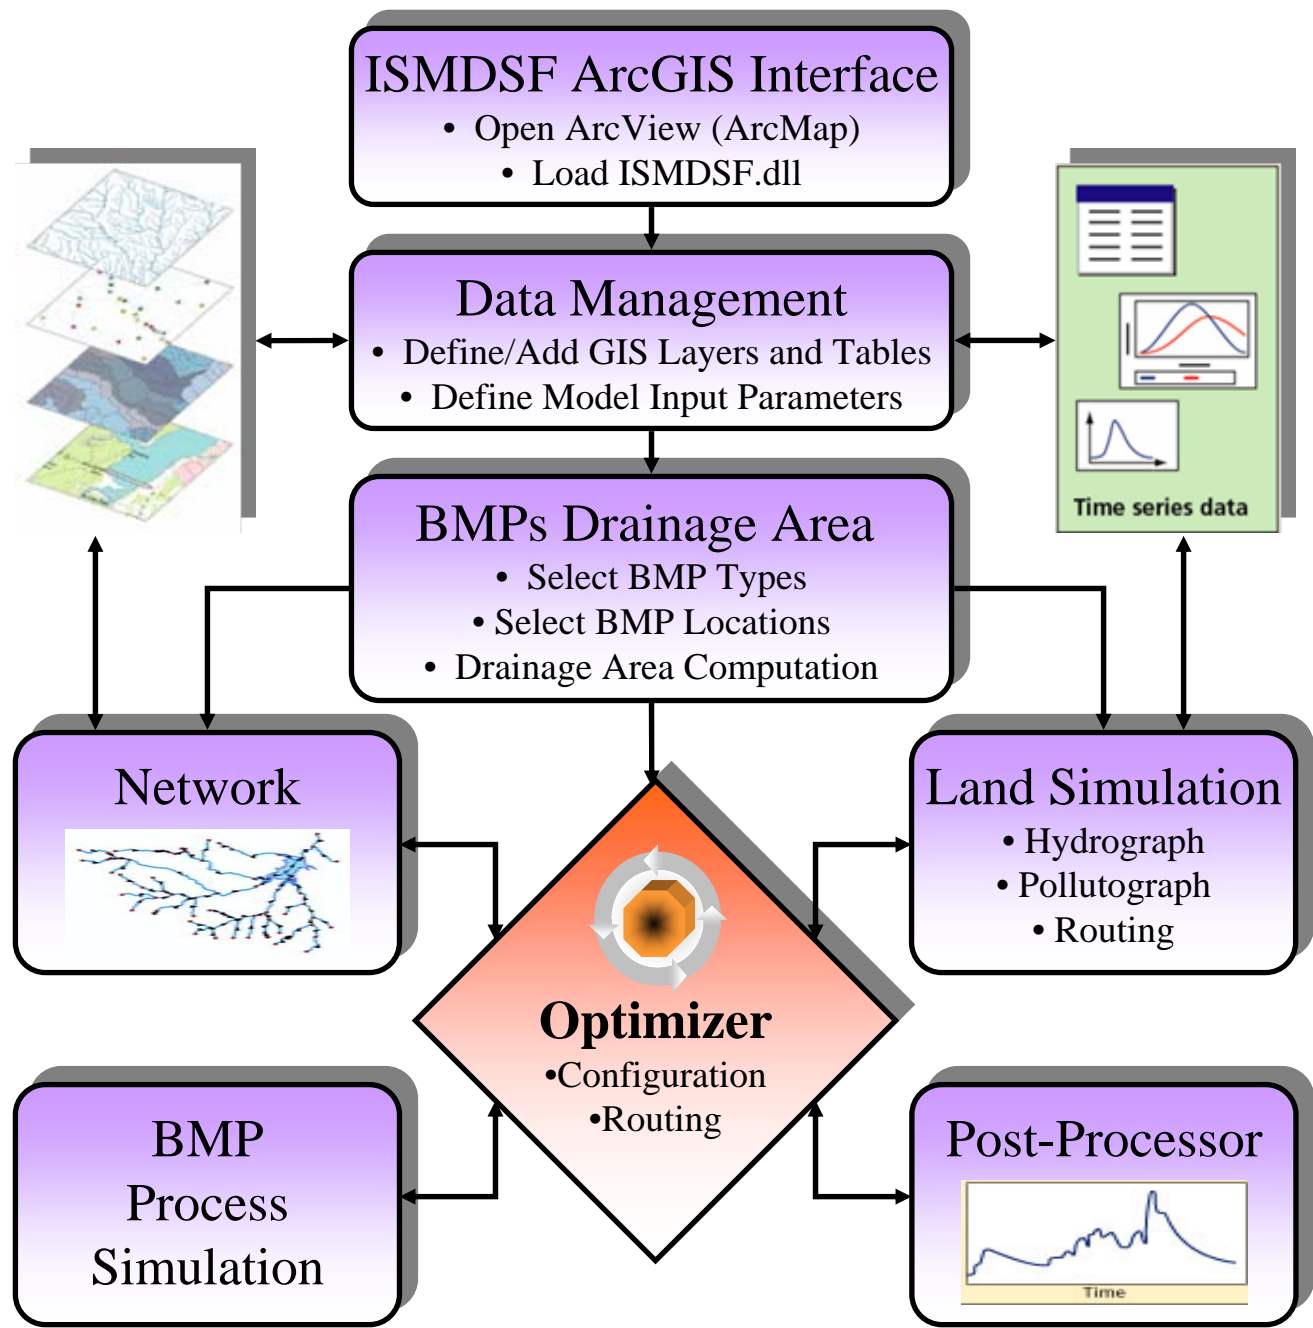 ISMDSF ArcGIS Interface
• Open ArcView (ArcMap)
• Load ISMDSF.dll
Data Management
• Define/Add GIS Layers and Tables
• Define Model Input Parameters
Time series data
BMPs Drainage Area
• Select BMP Types
• Select BMP Locations
• Drainage Area Computation
Network
Land Simulation
• Hydrograph
• Pollutograph
• Routing
Optimizer
•Configuration
•Routing
BMP
Process
Simulation
Post-Processor
Time